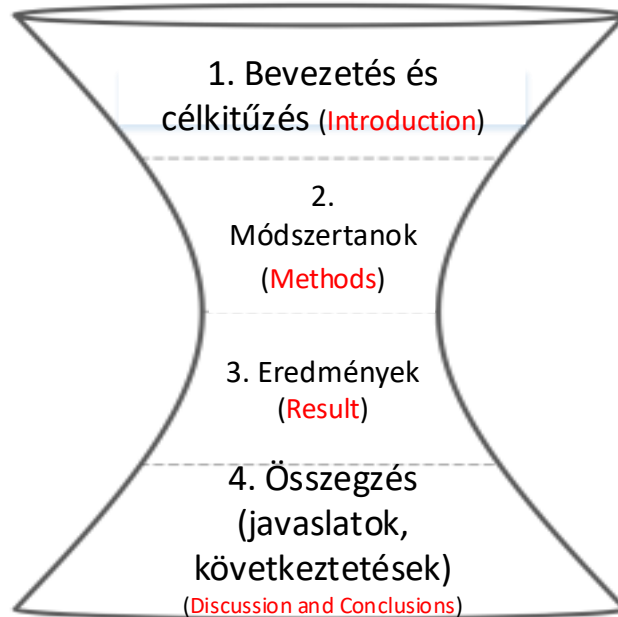 1. Bevezetés és
célkitűzés (Introduction)
2.
Módszertanok
(Methods)
3. Eredmények
(Result)
4. Összegzés
(javaslatok,
következtetések)
(Discussion and Conclusions)